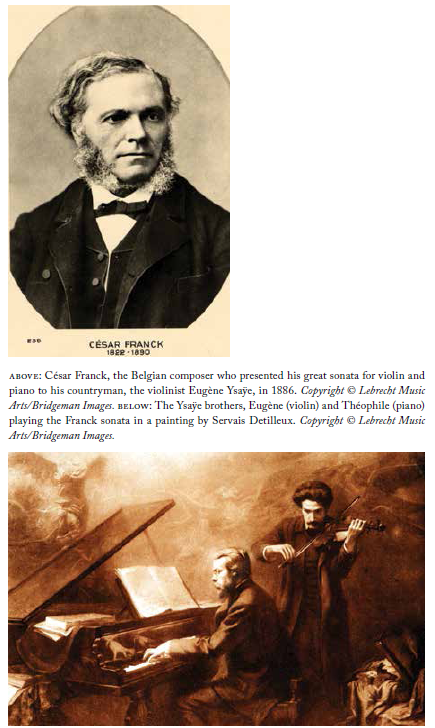 230
CÉSAR FRANCK
1822-1890
ABOVE: César Franck, the Belgian composer who presented his great sonata for violin and
piano to his countryman, the violinist Eugène Ysaÿe, in 1886. Copyright © Lebrecht Music
Arts/Bridgeman Images. BELOW: The Ysaÿe brothers, Eugène (violin) and Théophile (piano)
playing the Franck sonata in a painting by Servais Detilleux. Copyright © Lebrecht Music
Arts/Bridgeman Images.